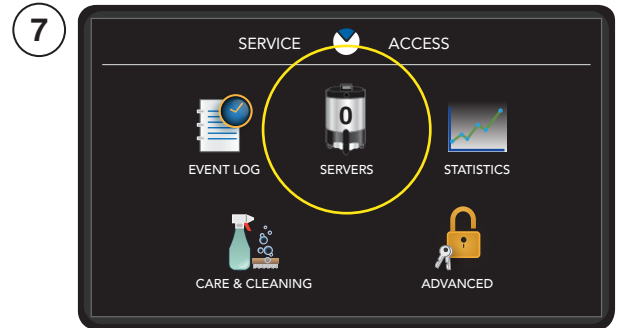 7
SERVICE ACCESS
0
EVENT LOG SERVERS STATISTICS
CARE & CLEANING ADVANCED